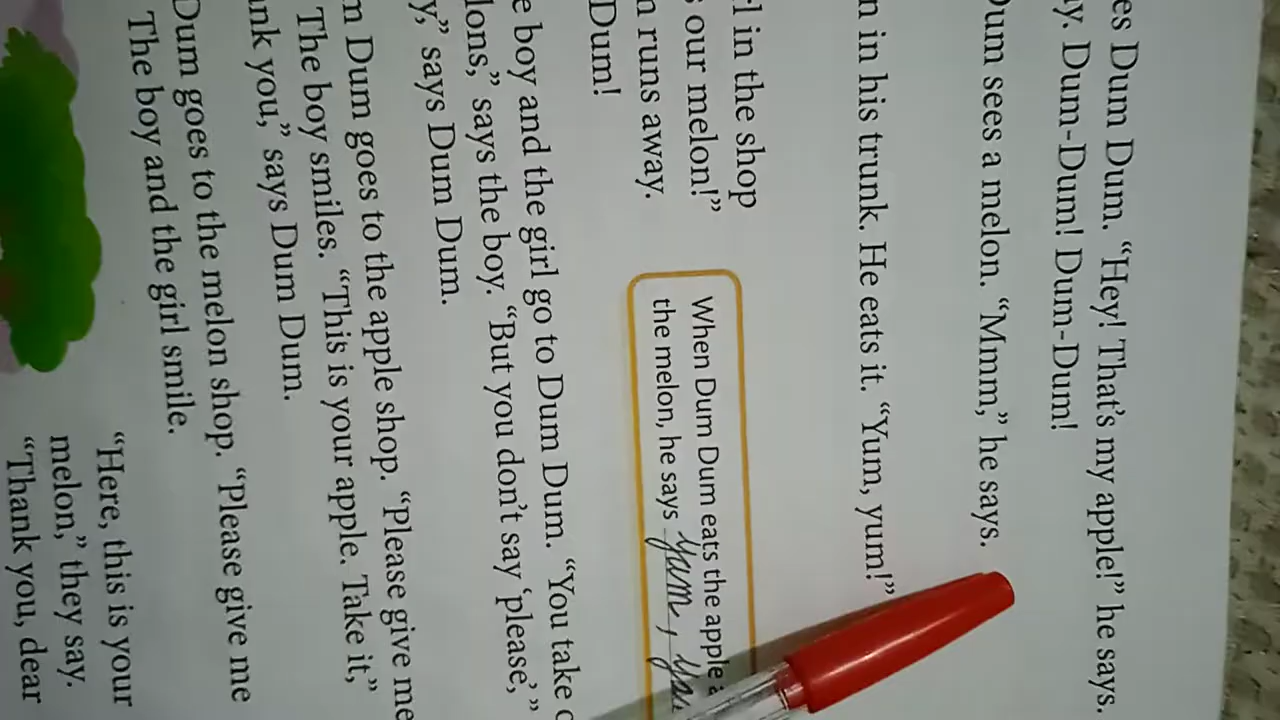 es Dum Dum. “Hey! That’s my apple!” he says.
Dum-Dum! Dum-Dum!
Dum sees a melon. “Mmm,” he says.
in his trunk. He eats it. “Yum, yum!”
in the shop
our melon!”
runs away.
Dum!
When Dum Dum eats the apple
the melon, he says Yum,
boy and the girl go to Dum Dum. “You take
says the boy. “But you don’t say ‘please,’ ”
says Dum Dum.
Dum goes to the apple shop. “Please give me
The boy smiles. “This is your apple. Take it,”
you,” says Dum Dum.
Dum goes to the melon shop. “Please give me
The boy and the girl smile.
“Here, this is your
melon,” they say.
“Thank you, dear